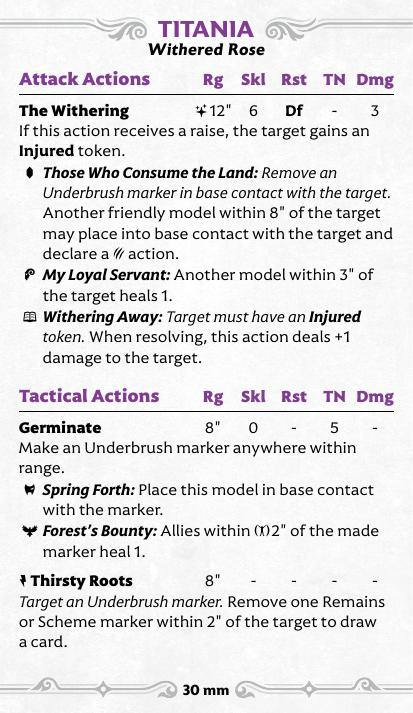 TITANIA
Withered Rose
Attack Actions Rg Skl Rst TN Dmg
The Withering 12" 6 Df - 3
If this action receives a raise, the target gains an
Injured token.
Those Who Consume the Land: Remove an
Underbrush marker in base contact with the target.
Another friendly model within 8" of the target
may place into base contact with the target and
declare a action.
My Loyal Servant: Another model within 3" of
the target heals 1.
Withering Away: Target must have an Injured
token. When resolving, this action deals +1
damage to the target.
Tactical Actions Rg Skl Rst TN Dmg
Germinate 8" 0 - 5 -
Make an Underbrush marker anywhere within
range.
Spring Forth: Place this model in base contact
with the marker.
Forest's Bounty: Allies within 2" of the made
marker heal 1.
Thirsty Roots 8" - - - -
Target an Underbrush marker. Remove one Remains
or Scheme marker within 2" of the target to draw
a card.
30 mm